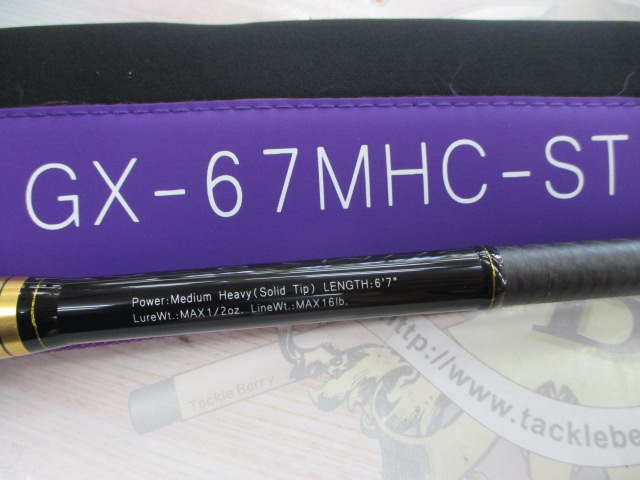 GX-67MHC-ST
Power:Medium Heavy(Solid Tip) LENGTH:6'7"
LureWt.:MAX1/2oz. LineWt.:MAX16lb.
Tackle Berry
http://www.tacklebe